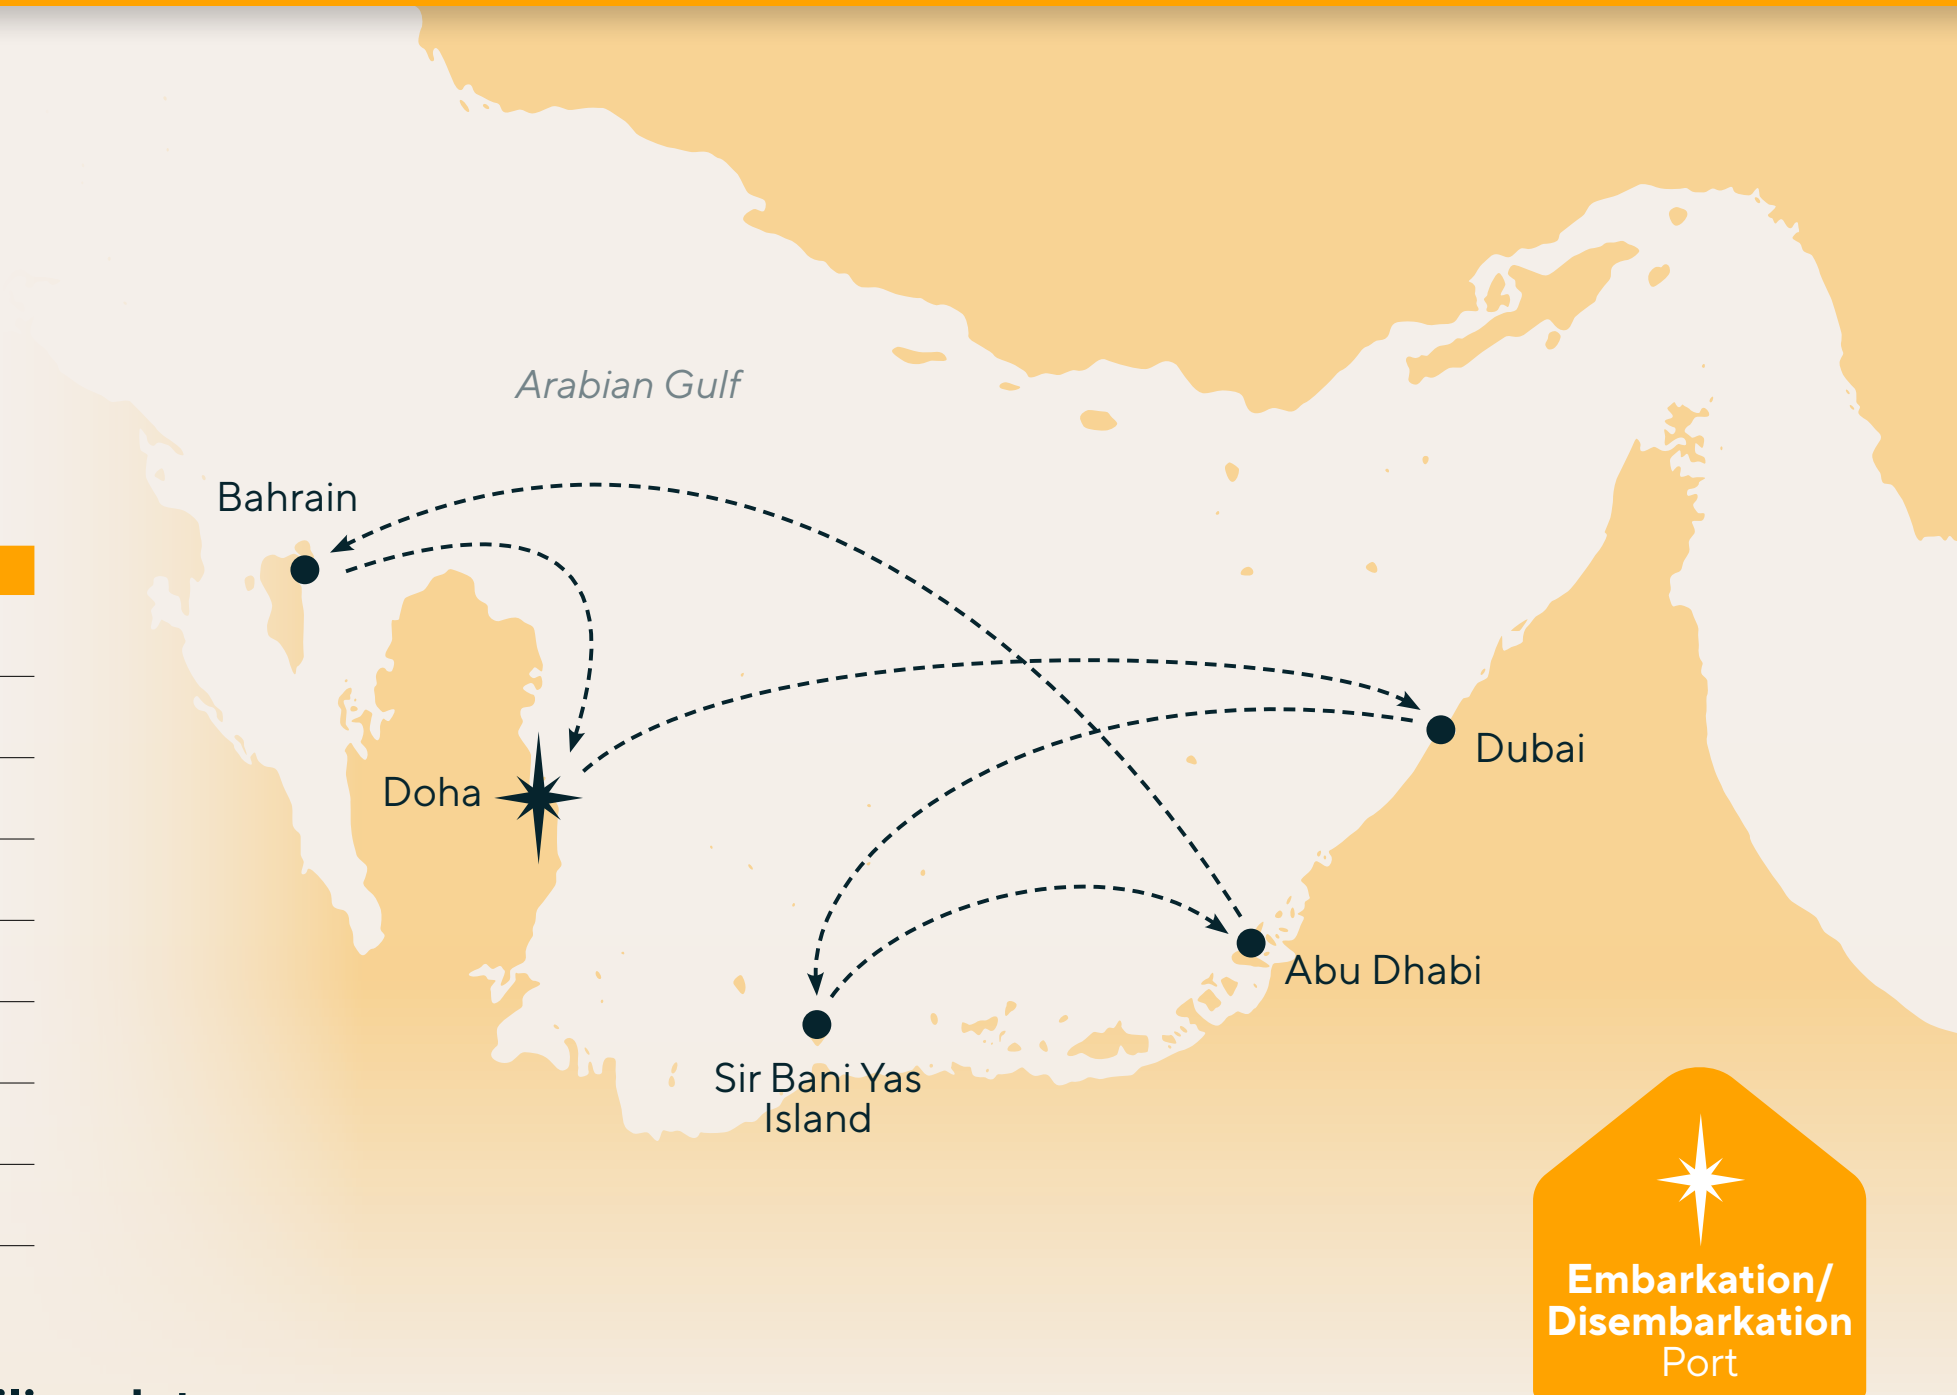 Arabian Gulf
Bahrain
Dubai
Doha
Abu Dhabi
Sir Bani Yas
Island
Embarkation/
Disembarkation
Port